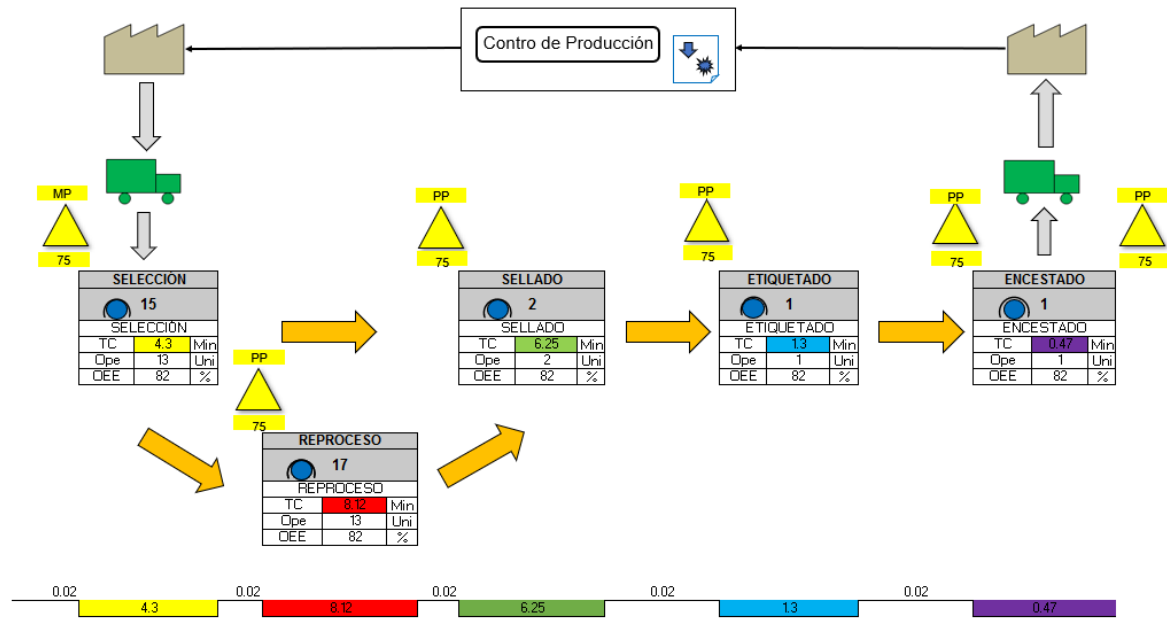 Contro de Producción
MP
75
PP
75
PP
75
PP
75
PP
75
SELECCIÓN
15
SELECCIÓN
TC 4.3 Min
Ope 13 Uni
OEE 82 %
SELLADO
2
SELLADO
TC 6.25 Min
Ope 2 Uni
OEE 82 %
ETIQUETADO
1
ETIQUETADO
TC 1.3 Min
Ope 1 Uni
OEE 82 %
ENCESTADO
1
ENCESTADO
TC 0.47 Min
Ope 1 Uni
OEE 82 %
PP
75
REPROCESO
17
REPROCESO
TC 8.12 Min
Ope 13 Uni
OEE 82 %
0.02 0.02 0.02 0.02 0.02
4.3 8.12 6.25 1.3 0.47